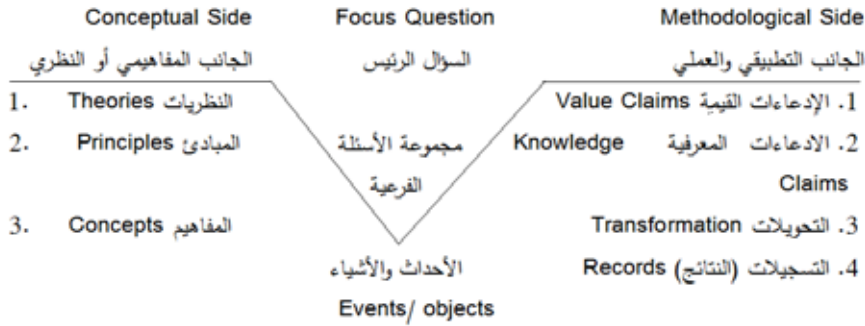 Conceptual Side Focus Question Methodological Side
الجانب المفاهيمي أو النظري السؤال الرئيس الجانب التطبيقي والعملي
1. Theories النظريات 1. الإدعاءات القيمِة Value Claims
2. Principles المبادئ مجموعة الأسئلة 2. الادعاءات المعرفية Knowledge
الفرعية Claims
3. Concepts المفاهيم 3. التحويلات Transformation
الأحداث والأشياء 4. التسجيلات (النتائج) Records
Events/ objects